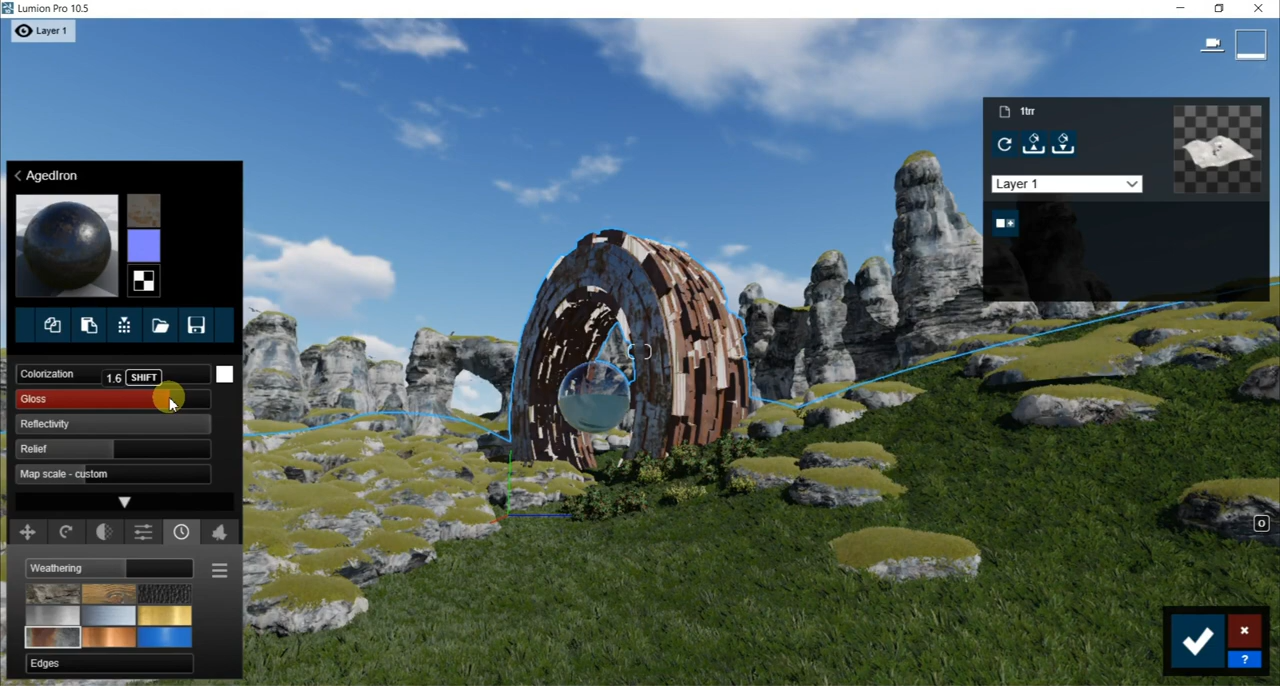 Lumion Pro 10.5
Layer 1
1trr
Layer 1
AgedIron
Colorization
1.6 SHIFT
Gloss
Reflectivity
Relief
Map scale - custom
Weathering
Edges
O
?